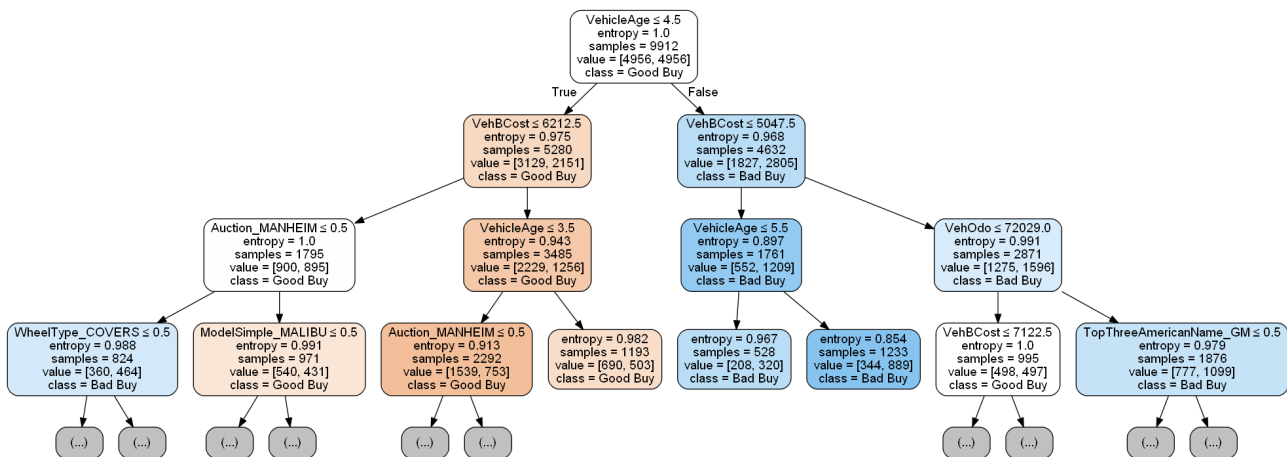 VehicleAge ≤ 4.5
entropy = 1.0
samples = 9912
value = [4956, 4956]
class = Good Buy
True
False
VehBCost ≤ 6212.5
entropy = 0.975
samples = 5280
value = [3129, 2151]
class = Good Buy
VehBCost ≤ 5047.5
entropy = 0.968
samples = 4632
value = [1827, 2805]
class = Bad Buy
Auction_MANHEIM ≤ 0.5
entropy = 1.0
samples = 1795
value = [900, 895]
class = Good Buy
VehicleAge ≤ 3.5
entropy = 0.943
samples = 3485
value = [2229, 1256]
class = Good Buy
VehicleAge ≤ 5.5
entropy = 0.897
samples = 1761
value = [552, 1209]
class = Bad Buy
VehOdo ≤ 72029.0
entropy = 0.991
samples = 2871
value = [1275, 1596]
class = Bad Buy
WheelType_COVERS ≤ 0.5
entropy = 0.988
samples = 824
value = [360, 464]
class = Bad Buy
ModelSimple_MALIBU ≤ 0.5
entropy = 0.991
samples = 971
value = [540, 431]
class = Good Buy
Auction_MANHEIM ≤ 0.5
entropy = 0.913
samples = 2292
value = [1539, 753]
class = Good Buy
entropy = 0.982
samples = 1193
value = [690, 503]
class = Good Buy
entropy = 0.967
samples = 528
value = [208, 320]
class = Bad Buy
entropy = 0.854
samples = 1233
value = [344, 889]
class = Bad Buy
VehBCost ≤ 7122.5
entropy = 1.0
samples = 995
value = [498, 497]
class = Good Buy
TopThreeAmericanName_GM ≤ 0.5
entropy = 0.979
samples = 1876
value = [777, 1099]
class = Bad Buy
(...)
(...)
(...)
(...)
(...)
(...)
(...)
(...)
(...)
(...)